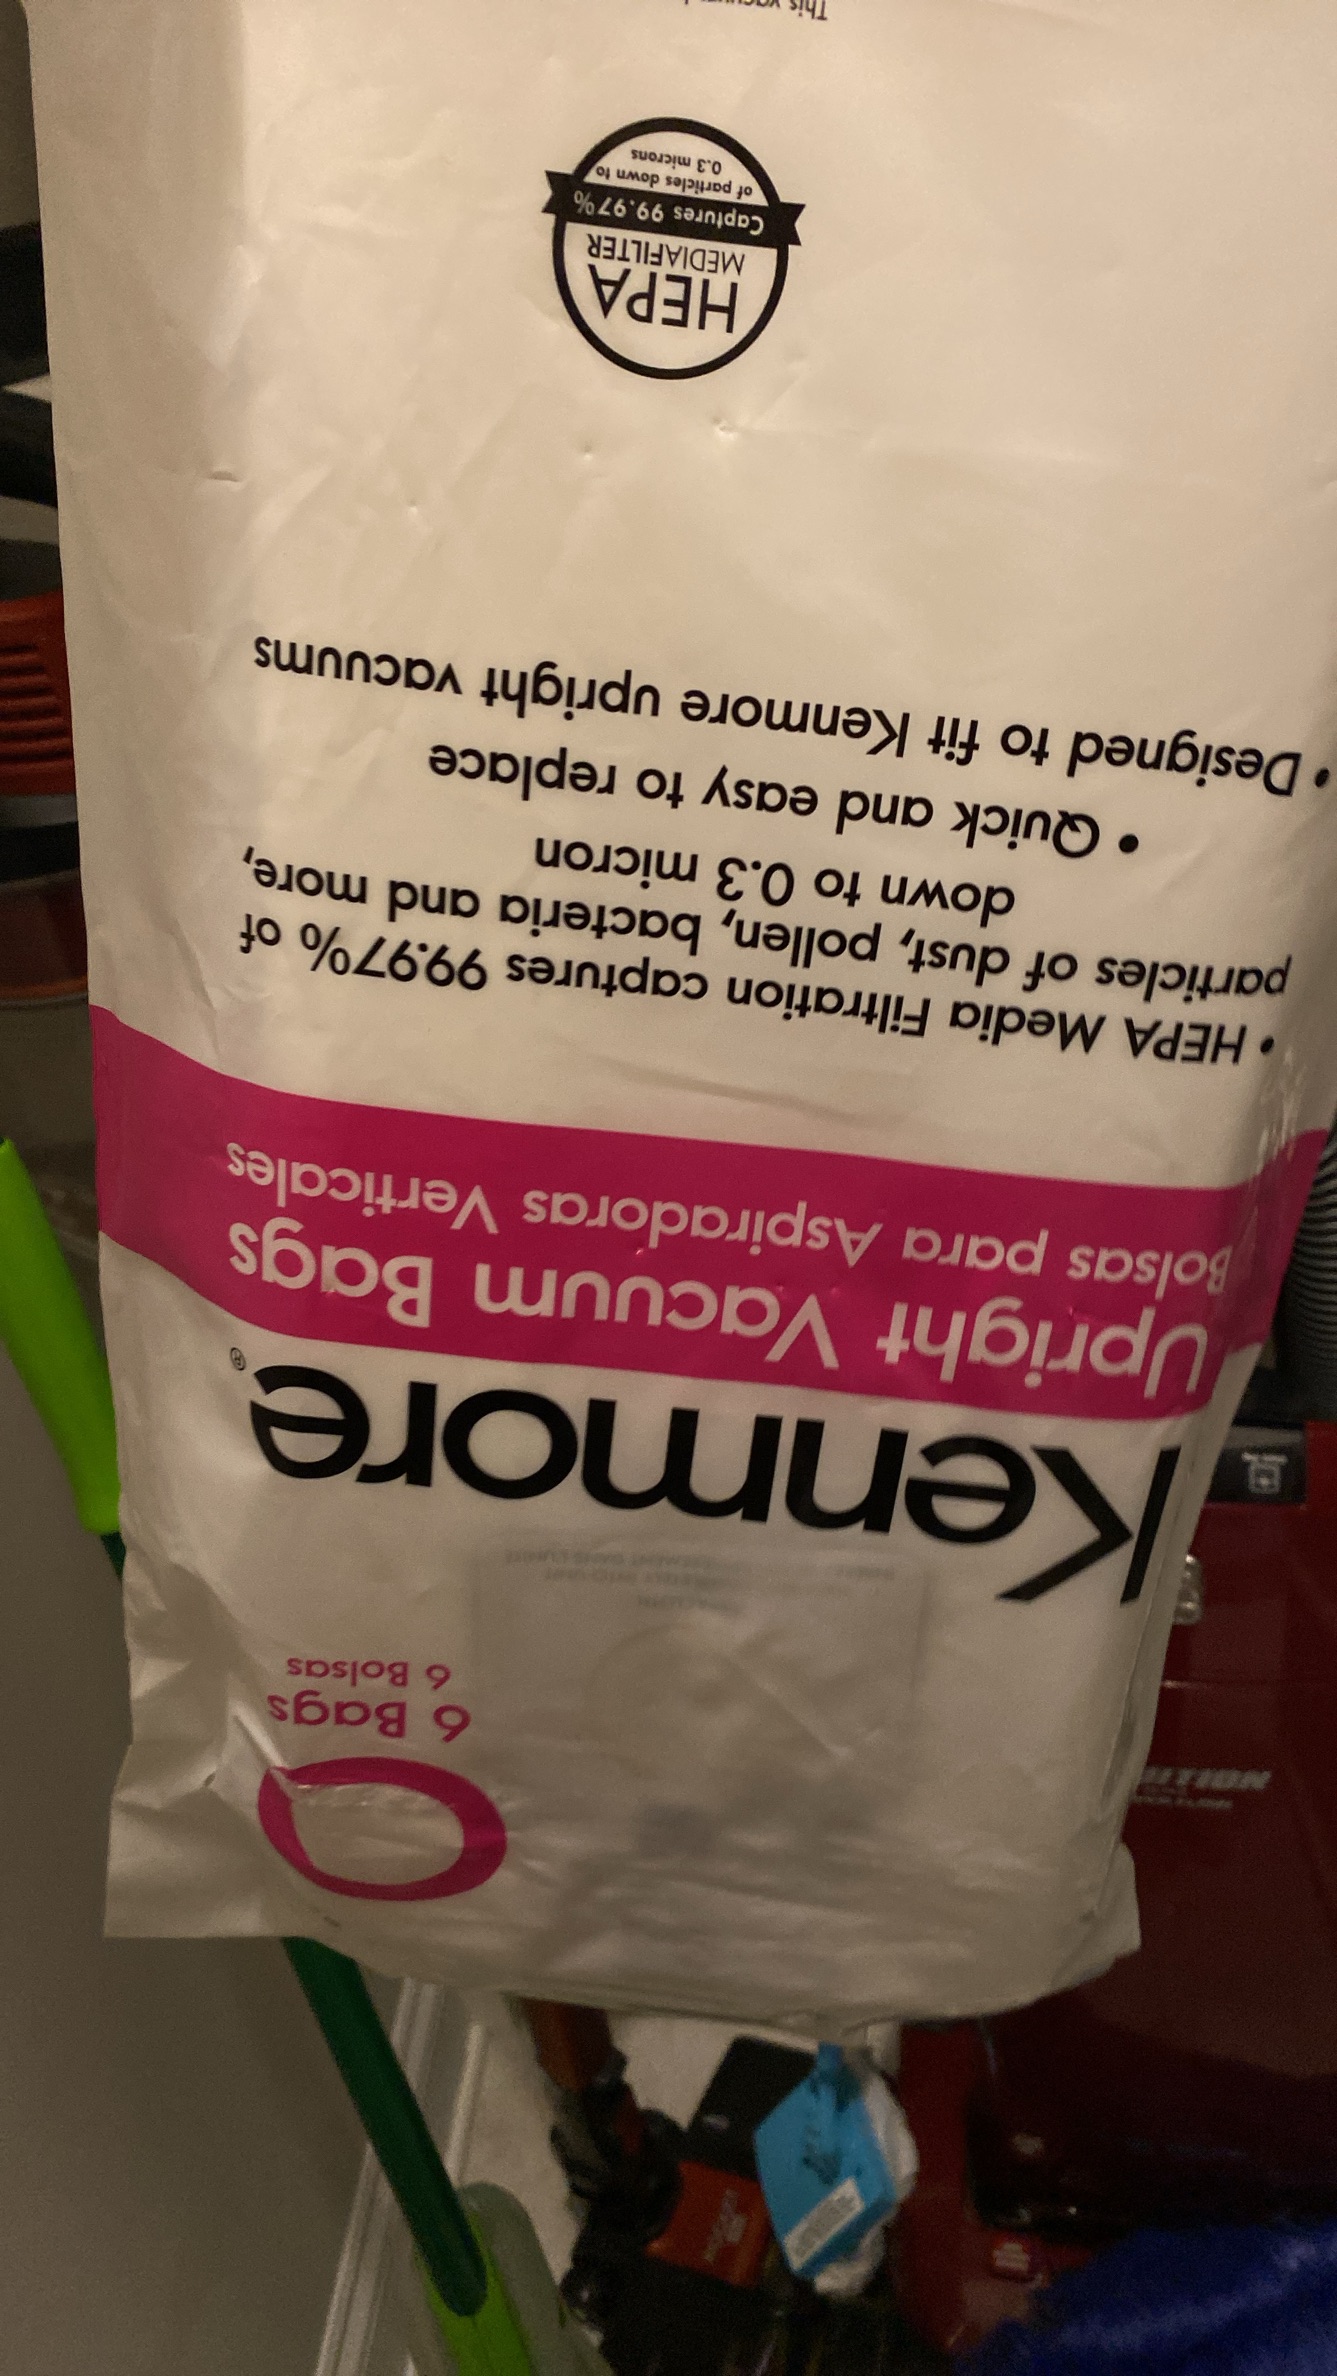 6 Bags
6 Bolsas
Kenmore®
Upright Vacuum Bags
Bolsas para Aspiradoras Verticales
• HEPA Media Filtration captures 99.97% of
particles of dust, pollen, bacteria and more,
down to 0.3 micron
• Quick and easy to replace
• Designed to fit Kenmore upright vacuums
HEPA
MEDIAFILTER
Captures 99.97%
of particles down to
0.3 microns
This